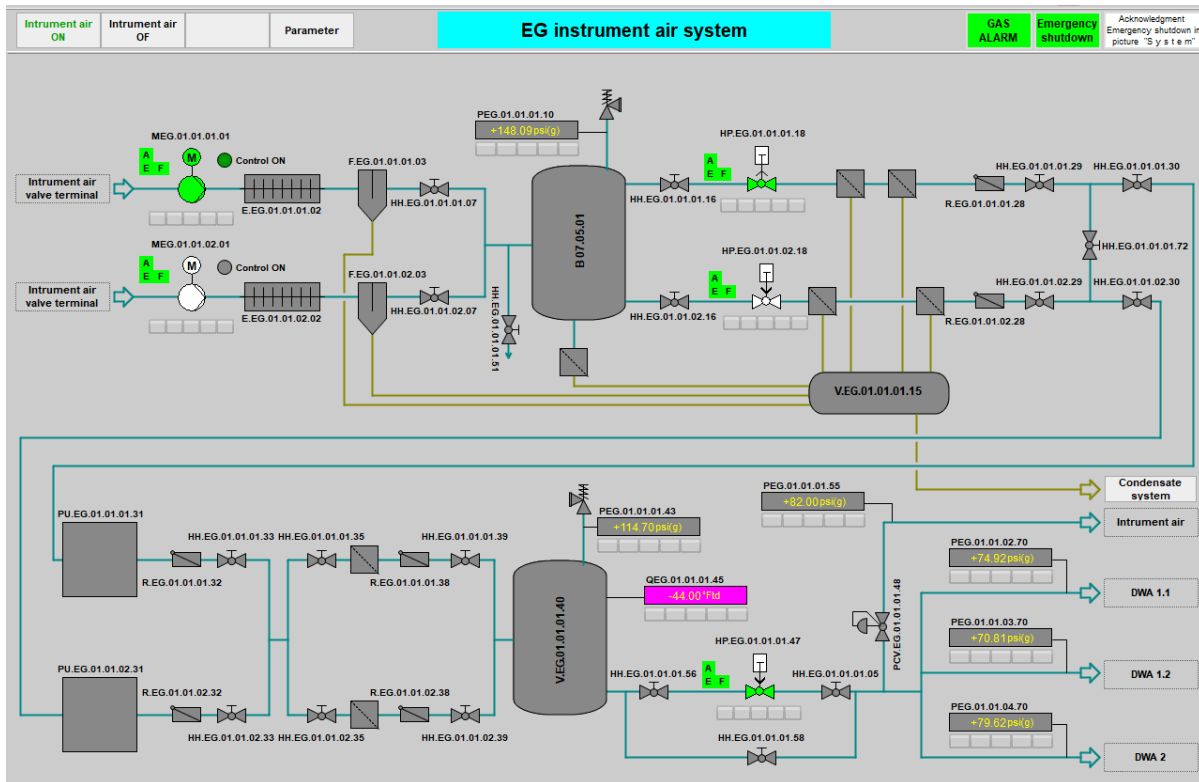 Intrument air
ON
Intrument air
OF
Parameter
EG instrument air system
GAS
ALARM
Emergency
shutdown
Acknowledgment
Emergency shutdown in
picture "S y s t e m"
MEG.01.01.01.01
A
E F
M
Control ON
Intrument air
valve terminal
E.EG.01.01.01.02
F.EG.01.01.01.03
HH.EG.01.01.01.07
PEG.01.01.01.10
+148.09psi(g)
HP.EG.01.01.01.18
A
E F
T
HH.EG.01.01.01.16
HH.EG.01.01.01.29
HH.EG.01.01.01.30
R.EG.01.01.01.28
HH.EG.01.01.01.72
MEG.01.01.02.01
A
E F
M
Control ON
Intrument air
valve terminal
E.EG.01.01.02.02
F.EG.01.01.02.03
HH.EG.01.01.02.07
HH.EG.01.01.01.51
B 07.05.01
HP.EG.01.01.02.18
A
E F
T
HH.EG.01.01.02.16
HH.EG.01.01.02.29
HH.EG.01.01.02.30
R.EG.01.01.02.28
V.EG.01.01.01.15
Condensate
system
PU.EG.01.01.01.31
HH.EG.01.01.01.33
R.EG.01.01.01.32
HH.EG.01.01.01.35
HH.EG.01.01.01.39
R.EG.01.01.01.38
PEG.01.01.01.43
+114.70psi(g)
PEG.01.01.01.55
+82.00psi(g)
Intrument air
V.EG.01.01.01.40
QEG.01.01.01.45
-44.00°Ftd
PCV.EG.01.01.01.48
PEG.01.01.02.70
+74.92psi(g)
DWA 1.1
PU.EG.01.01.02.31
R.EG.01.01.02.32
HH.EG.01.01.02.33
R.EG.01.01.02.38
HH.EG.01.01.02.35
HH.EG.01.01.02.39
HP.EG.01.01.01.47
A
E F
T
HH.EG.01.01.01.56
HH.EG.01.01.01.05
HH.EG.01.01.01.58
PEG.01.01.03.70
+70.81psi(g)
DWA 1.2
PEG.01.01.04.70
+79.62psi(g)
DWA 2